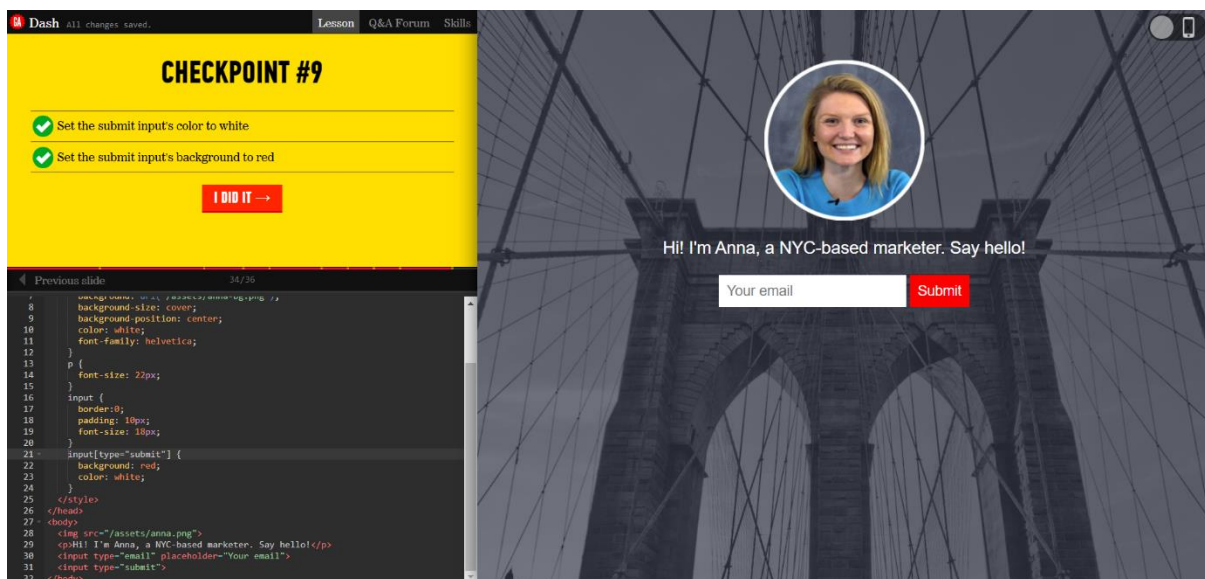 GA Dash All changes saved. Lesson Q&A Forum Skills
CHECKPOINT #9
Set the submit input's color to white
Set the submit input's background to red
I DID IT →
Previous slide 34/36
8 background-size: cover;
9 background-position: center;
10 color: white;
11 font-family: helvetica;
12 }
13 p {
14 font-size: 22px;
15 }
16 input {
17 border:0;
18 padding: 10px;
19 font-size: 18px;
20 }
21 input[type="submit"] {
22 background: red;
23 color: white;
24 }
25 </style>
26 </head>
27 <body>
28 <img src="/assets/anna.png">
29 <p>Hi! I'm Anna, a NYC-based marketer. Say hello!</p>
30 <input type="email" placeholder="Your email">
31 <input type="submit">
33 </body>
Hi! I'm Anna, a NYC-based marketer. Say hello!
Your email Submit